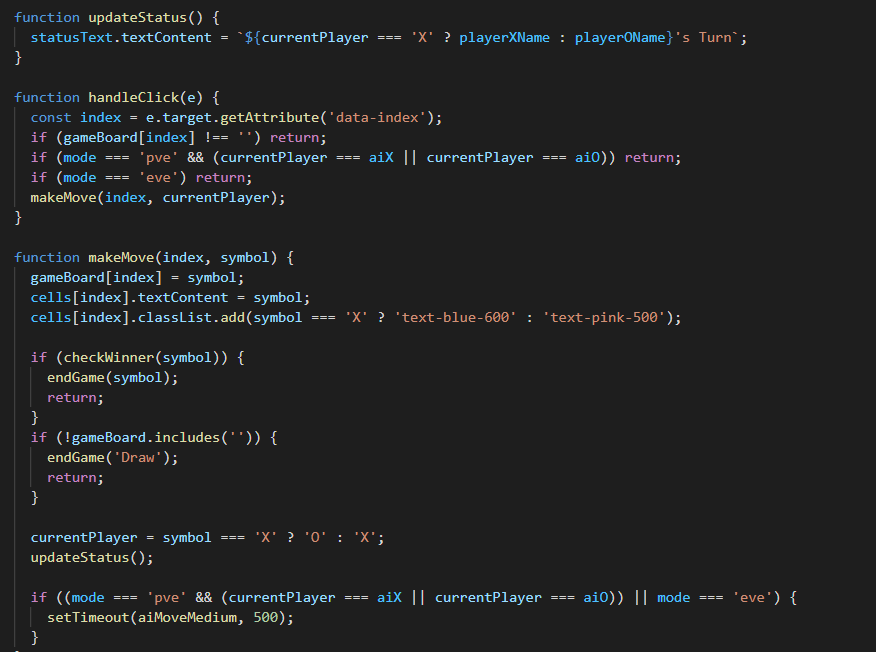 function updateStatus() {
  statusText.textContent = `${currentPlayer === 'X' ? playerXName : playerOName}'s Turn`;
}

function handleClick(e) {
  const index = e.target.getAttribute('data-index');
  if (gameBoard[index] !== '') return;
  if (mode === 'pve' && (currentPlayer === aiX || currentPlayer === aiO)) return;
  if (mode === 'eve') return;
  makeMove(index, currentPlayer);
}

function makeMove(index, symbol) {
  gameBoard[index] = symbol;
  cells[index].textContent = symbol;
  cells[index].classList.add(symbol === 'X' ? 'text-blue-600' : 'text-pink-500');

  if (checkWinner(symbol)) {
    endGame(symbol);
    return;
  }
  if (!gameBoard.includes('')) {
    endGame('Draw');
    return;
  }

  currentPlayer = symbol === 'X' ? 'O' : 'X';
  updateStatus();

  if ((mode === 'pve' && (currentPlayer === aiX || currentPlayer === aiO)) || mode === 'eve') {
    setTimeout(aiMoveMedium, 500);
  }